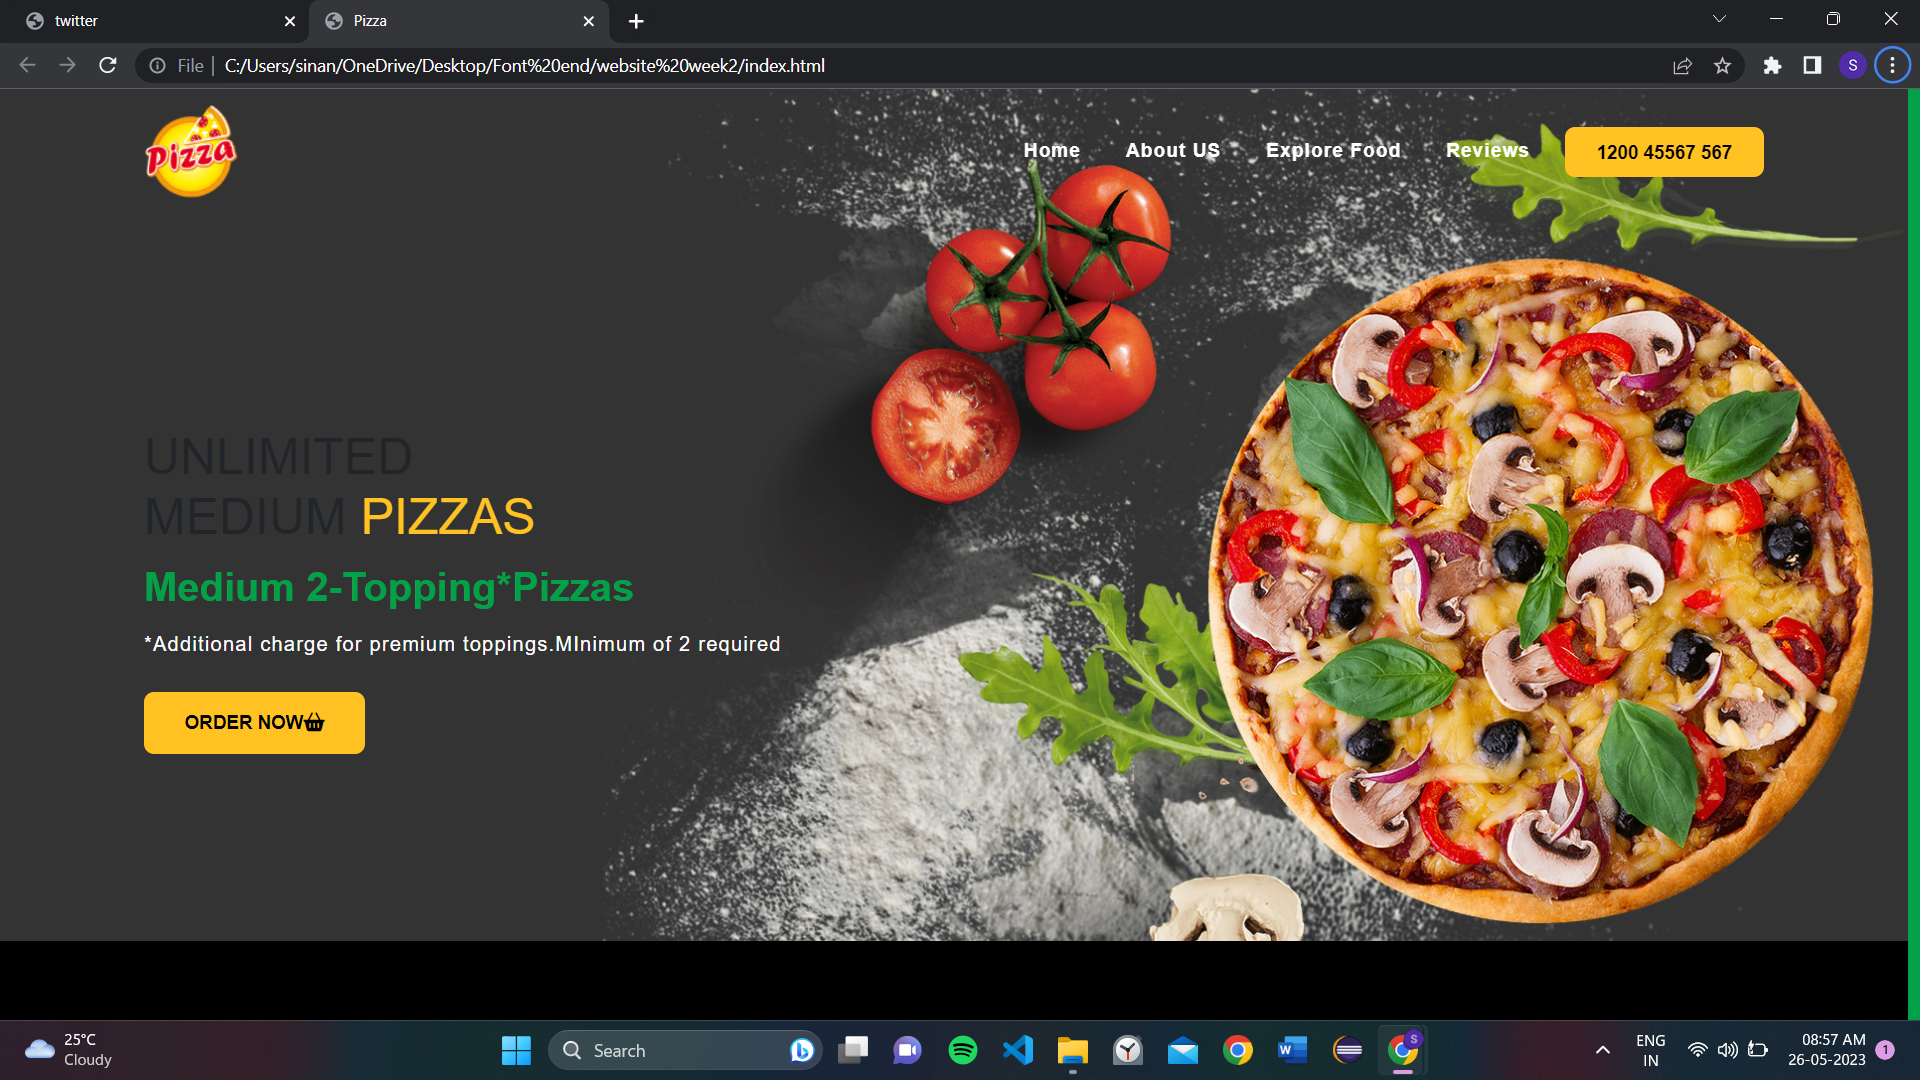 twitter
Pizza
File
C:/Users/sinan/OneDrive/Desktop/Font%20end/website%20week2/index.html
S
Pizza
Home
About US
Explore Food
Reviews
1200 45567 567
UNLIMITED
MEDIUM PIZZAS
Medium 2-Topping*Pizzas
*Additional charge for premium toppings.MInimum of 2 required
ORDER NOW
25°C
Cloudy
Search
W
S
ENG
IN
08:57 AM
26-05-2023
1